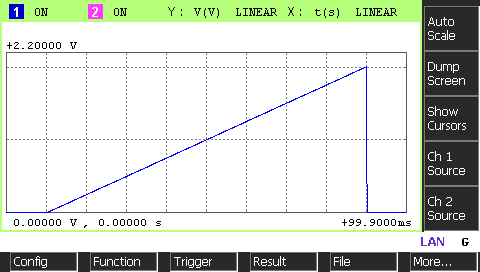 1 ON 2 ON Y: V(V) LINEAR X: t(s) LINEAR
+2.20000 V
0.00000 V , 0.00000 s +99.9000ms
Auto
Scale
Dump
Screen
Show
Cursors
Ch 1
Source
Ch 2
Source
LAN G
Config Function Trigger Result File More...